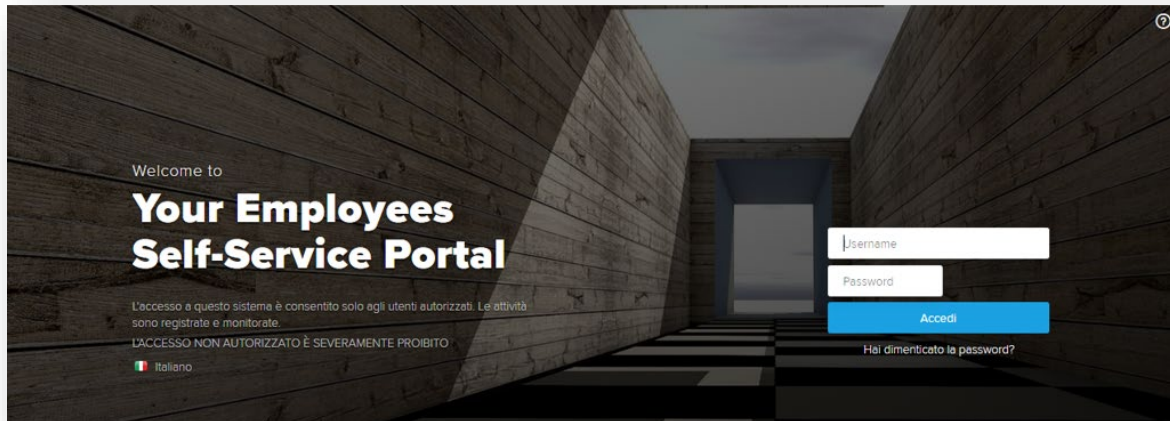 Welcome to
Your Employees
Self-Service Portal
L'accesso a questo sistema è consentito solo agli utenti autorizzati. Le attività
sono registrate e monitorate.
L'ACCESSO NON AUTORIZZATO È SEVERAMENTE PROIBITO
Italiano
?
Username
Password
Accedi
Hai dimenticato la password?